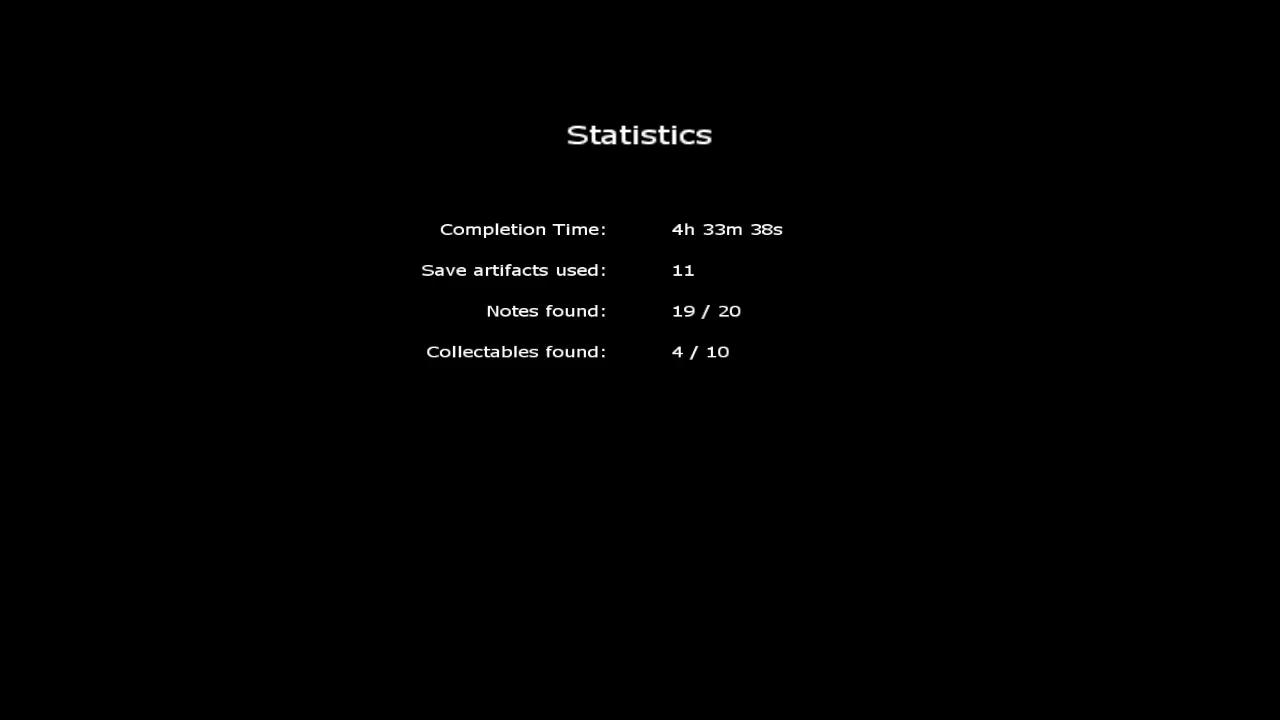 Statistics
Completion Time: 4h 33m 38s
Save artifacts used: 11
Notes found: 19 / 20
Collectables found: 4 / 10